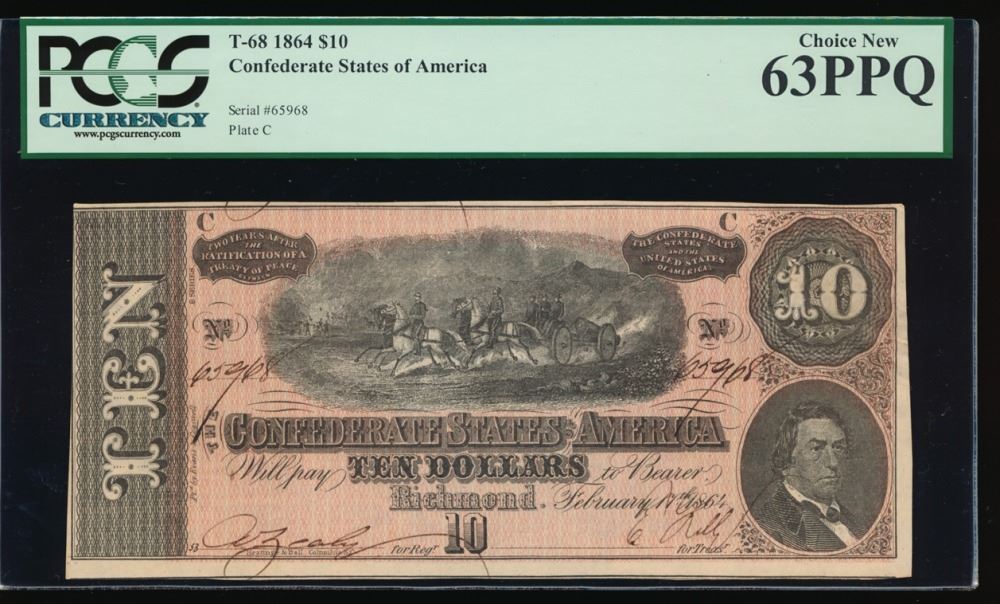 PCGS
CURRENCY
www.pcgscurrency.com
T-68 1864 $10
Confederate States of America
Serial #65968
Plate C
Choice New
63PPQ
C
C
TWO YEARS AFTER
THE
RATIFICATION OF A
TREATY OF PEACE
BETWEEN
THE CONFEDERATE
STATES
AND THE
UNITED STATES
OF AMERICA
10
TEN
No
No
65968
65968
CONFEDERATE STATES OF AMERICA
Will pay TEN DOLLARS to Bearer
Richmond. February 17th 1864
10
for Regr.
for Treasr.